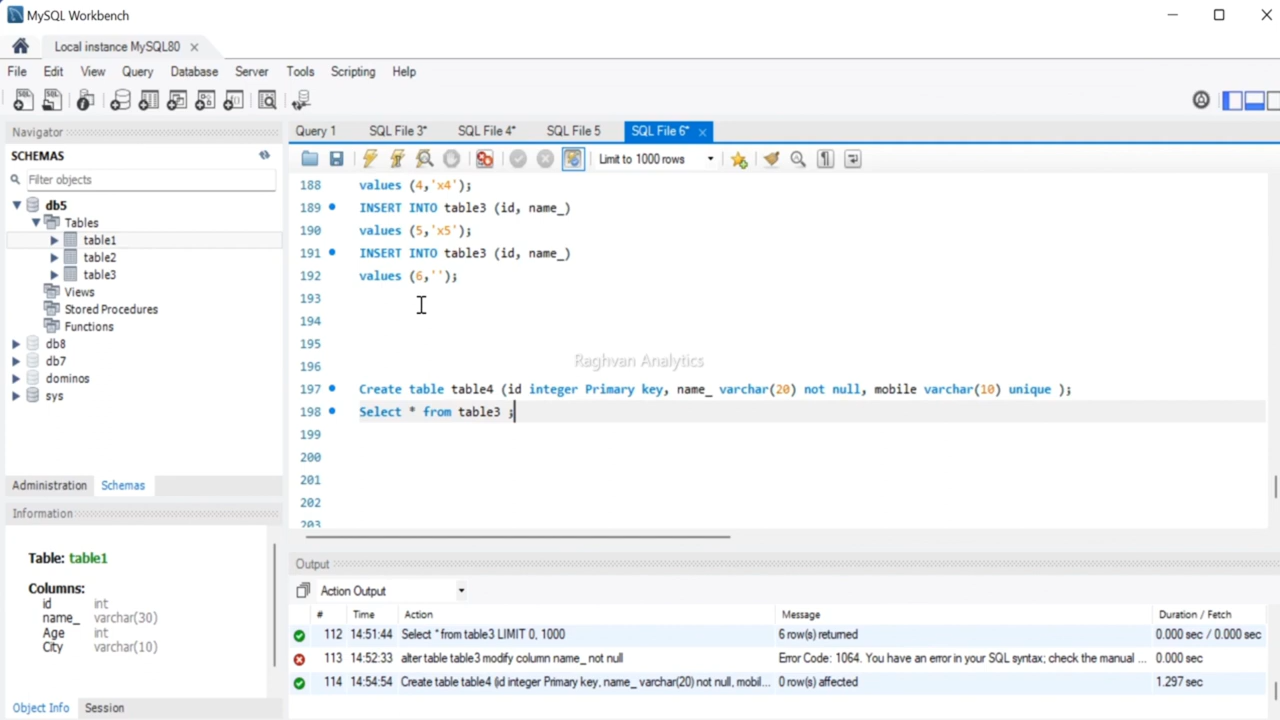 MySQL Workbench
Local instance MySQL80
File Edit View Query Database Server Tools Scripting Help
Navigator
SCHEMAS
Filter objects
db5
Tables
table1
table2
table3
Views
Stored Procedures
Functions
db8
db7
dominos
sys
Administration Schemas
Information
Table: table1
Columns:
id int
name_ varchar(30)
Age int
City varchar(10)
Object Info Session
Query 1 SQL File 3* SQL File 4* SQL File 5 SQL File 6*
Limit to 1000 rows
188 values (4,'x4');
189 INSERT INTO table3 (id, name_)
190 values (5,'x5');
191 INSERT INTO table3 (id, name_)
192 values (6,'');
193
194
195
Raghvan Analytics
196
197 Create table table4 (id integer Primary key, name_ varchar(20) not null, mobile varchar(10) unique );
198 Select * from table3 ;
199
200
201
202
203
Output
Action Output
# Time Action Message Duration / Fetch
112 14:51:44 Select * from table3 LIMIT 0, 1000 6 row(s) returned 0.000 sec / 0.000 sec
113 14:52:33 alter table table3 modify column name_ not null Error Code: 1064. You have an error in your SQL syntax; check the manual ... 0.000 sec
114 14:54:54 Create table table4 (id integer Primary key, name_ varchar(20) not null, mobil... 0 row(s) affected 1.297 sec